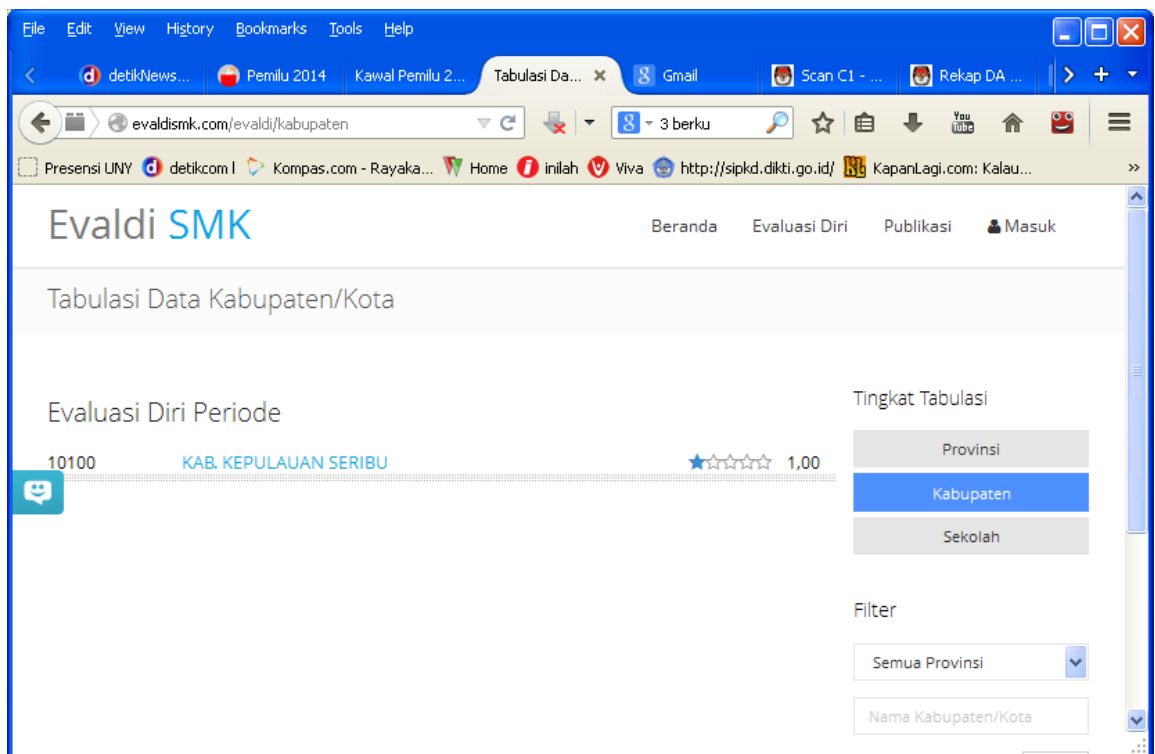 File Edit View History Bookmarks Tools Help
detikNews... Pemilu 2014 Kawal Pemilu 2... Tabulasi Da... Gmail Scan C1 - ... Rekap DA ...
evaldismk.com/evaldi/kabupaten 8 3 berku You Tube
Presensi UNY detikcom l Kompas.com - Rayaka... Home inilah Viva http://sipkd.dikti.go.id/ KapanLagi.com: Kalau...
Evaldi SMK Beranda Evaluasi Diri Publikasi Masuk
Tabulasi Data Kabupaten/Kota
Evaluasi Diri Periode
10100 KAB. KEPULAUAN SERIBU 1,00
Tingkat Tabulasi
Provinsi
Kabupaten
Sekolah
Filter
Semua Provinsi
Nama Kabupaten/Kota